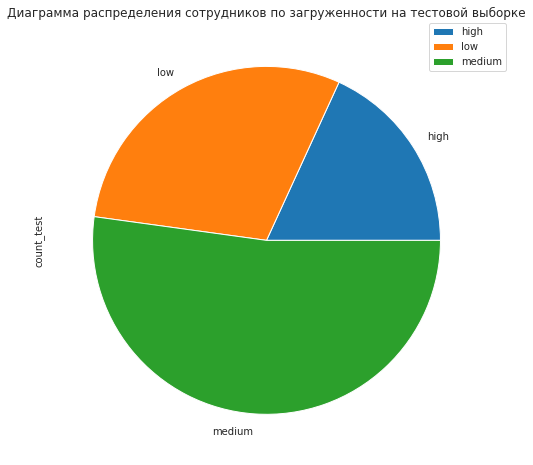 Диаграмма распределения сотрудников по загруженности на тестовой выборке
high
low
medium
low
high
count_test
medium